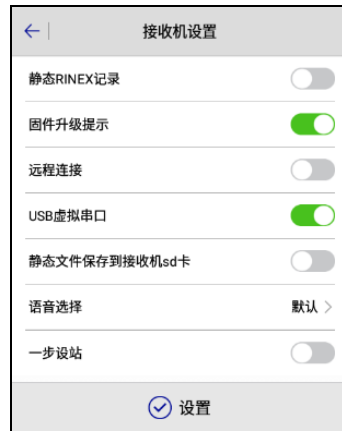 接收机设置
静态RINEX记录
固件升级提示
远程连接
USB虚拟串口
静态文件保存到接收机sd卡
语音选择 默认
一步设站
设置